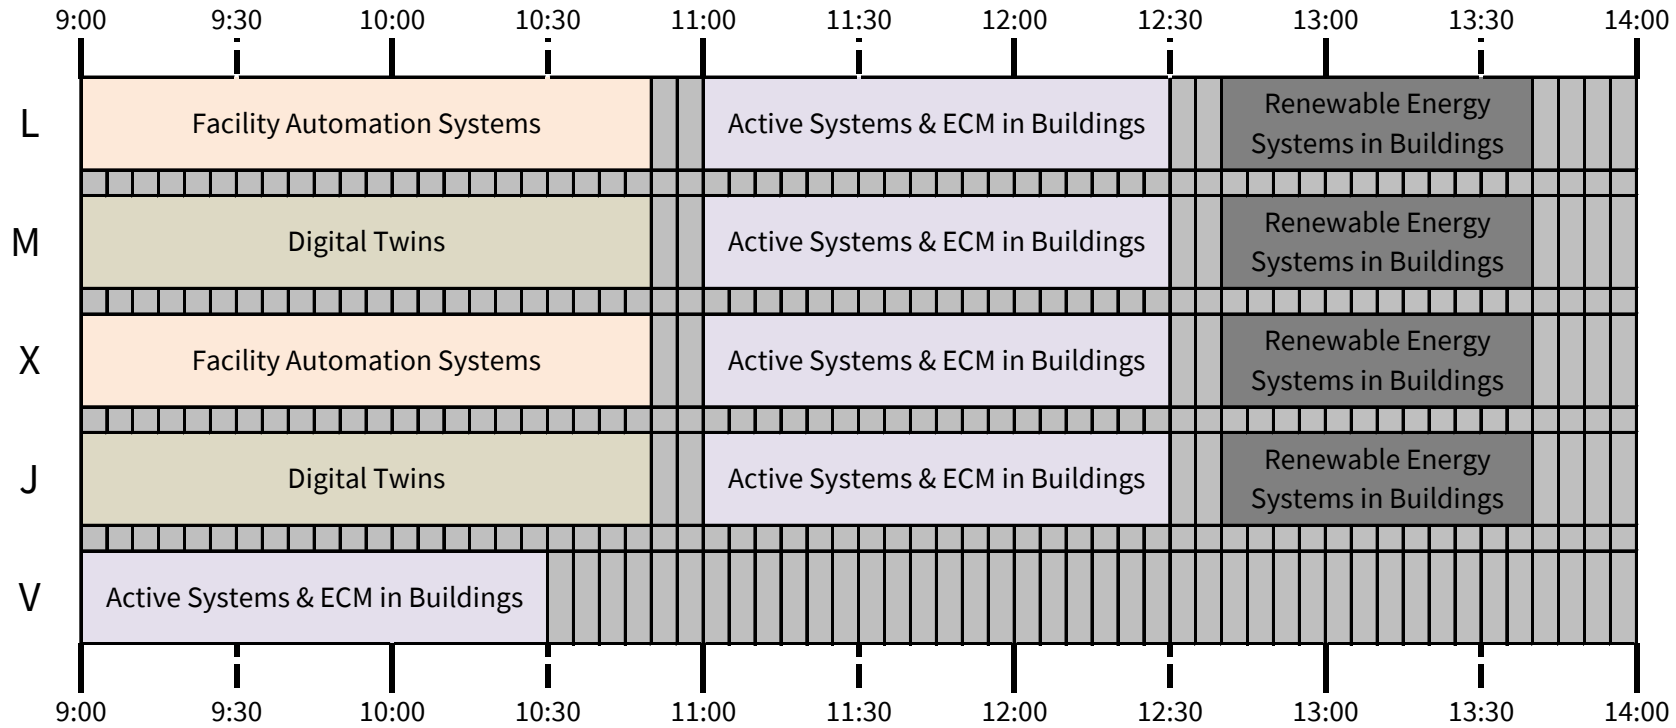 9:00 9:30 10:00 10:30 11:00 11:30 12:00 12:30 13:00 13:30 14:00
L
Facility Automation Systems
Active Systems & ECM in Buildings
Renewable Energy
Systems in Buildings
M
Digital Twins
Active Systems & ECM in Buildings
Renewable Energy
Systems in Buildings
X
Facility Automation Systems
Active Systems & ECM in Buildings
Renewable Energy
Systems in Buildings
J
Digital Twins
Active Systems & ECM in Buildings
Renewable Energy
Systems in Buildings
V
Active Systems & ECM in Buildings
9:00 9:30 10:00 10:30 11:00 11:30 12:00 12:30 13:00 13:30 14:00